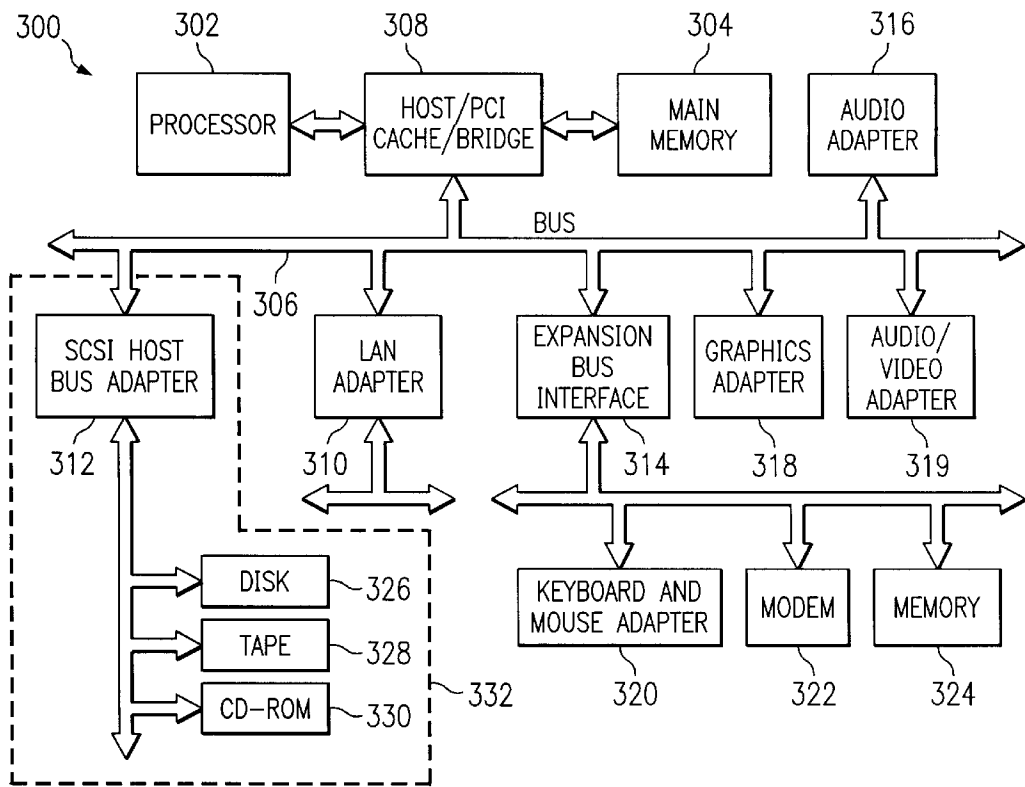 300
302
308
304
316
PROCESSOR
HOST/PCI
CACHE/BRIDGE
MAIN
MEMORY
AUDIO
ADAPTER
BUS
306
SCSI HOST
BUS ADAPTER
LAN
ADAPTER
EXPANSION
BUS
INTERFACE
GRAPHICS
ADAPTER
AUDIO/
VIDEO
ADAPTER
312
310
314
318
319
DISK
326
TAPE
328
CD-ROM
330
332
KEYBOARD AND
MOUSE ADAPTER
MODEM
MEMORY
320
322
324